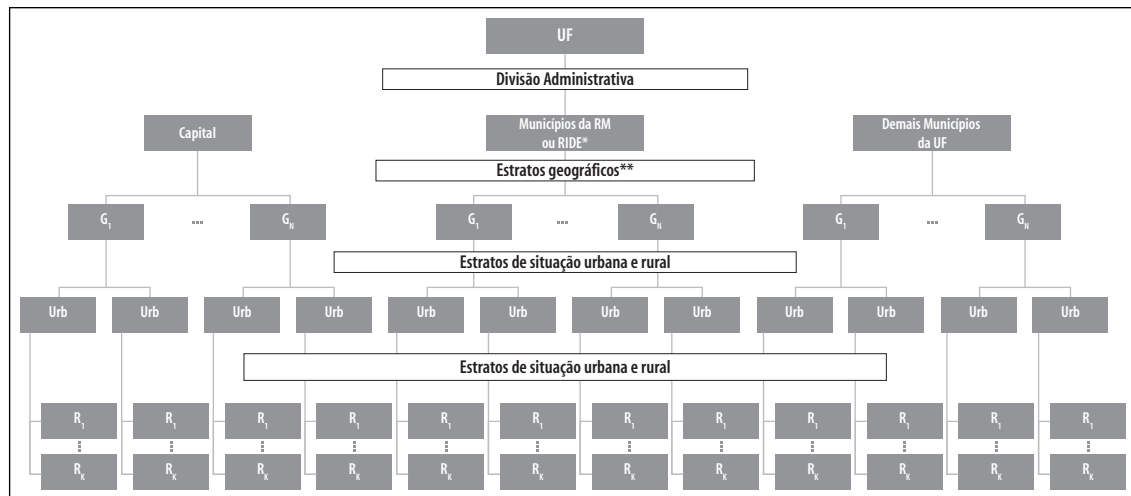 UF
Divisão Administrativa
Capital
Municípios da RM
ou RIDE*
Demais Municípios
da UF
Estratos geográficos**
G1 ... GN G1 ... GN G1 ... GN
Estratos de situação urbana e rural
Urb Urb Urb Urb Urb Urb Urb Urb Urb Urb Urb Urb
Estratos de situação urbana e rural
R1 R1 R1 R1 R1 R1 R1 R1 R1 R1 R1 R1
RK RK RK RK RK RK RK RK RK RK RK RK